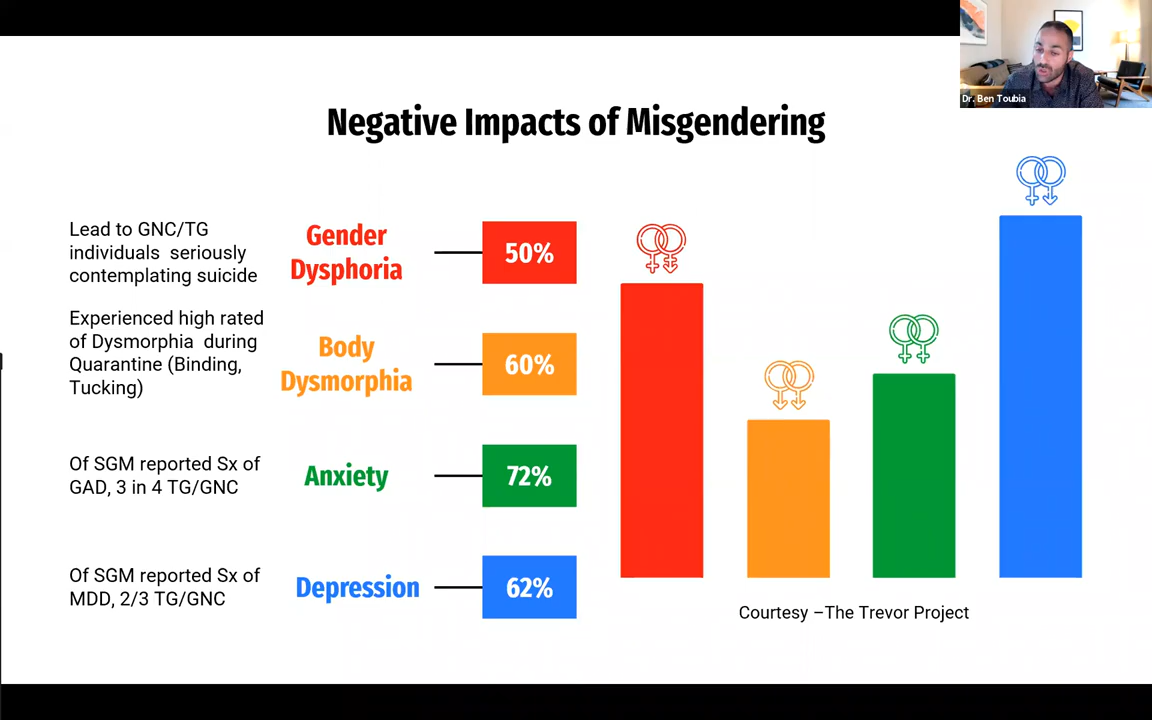 Dr. Ben Toubia
Negative Impacts of Misgendering
Lead to GNC/TG
individuals seriously
contemplating suicide
Gender
Dysphoria
50%
Experienced high rated
of Dysmorphia during
Quarantine (Binding,
Tucking)
Body
Dysmorphia
60%
Of SGM reported Sx of
GAD, 3 in 4 TG/GNC
Anxiety
72%
Of SGM reported Sx of
MDD, 2/3 TG/GNC
Depression
62%
Courtesy –The Trevor Project